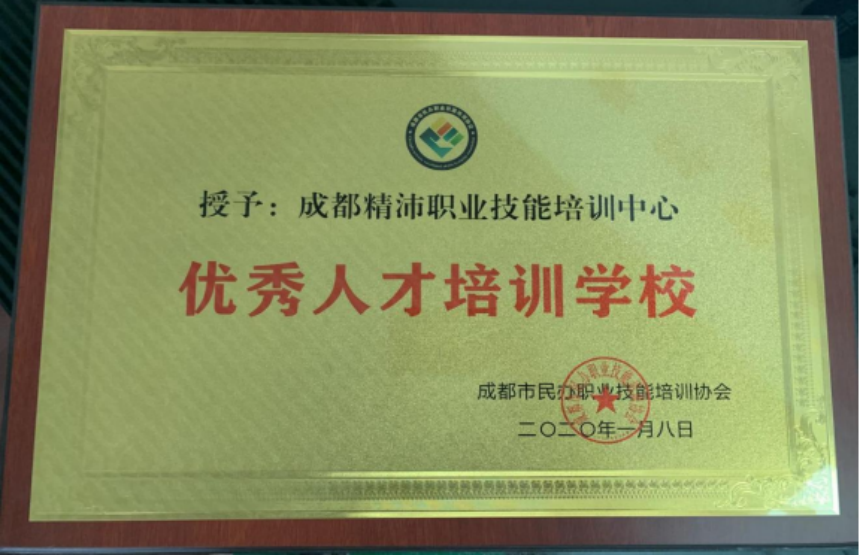 授予：成都精沛职业技能培训中心
优秀人才培训学校
成都市民办职业技能培训协会
二〇二〇年一月八日